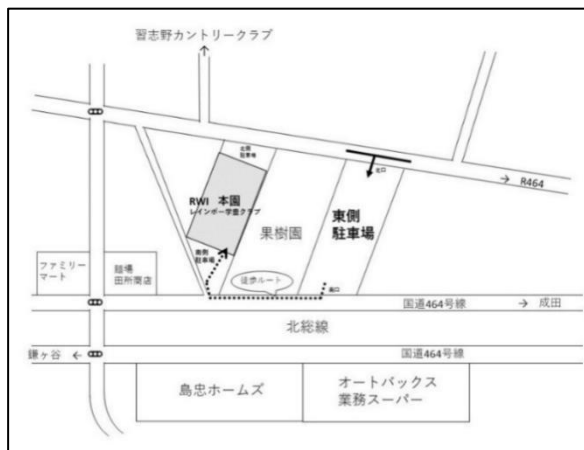 習志野カントリークラブ
北側
駐車場
北口
R464
RWI 本園
レインボー学童クラブ
果樹園
東側
駐車場
南側
駐車場
徒歩ルート
南口
ファミリー
マート
麺場
田所商店
国道464号線
成田
北総線
鎌ヶ谷
国道464号線
島忠ホームズ
オートバックス
業務スーパー